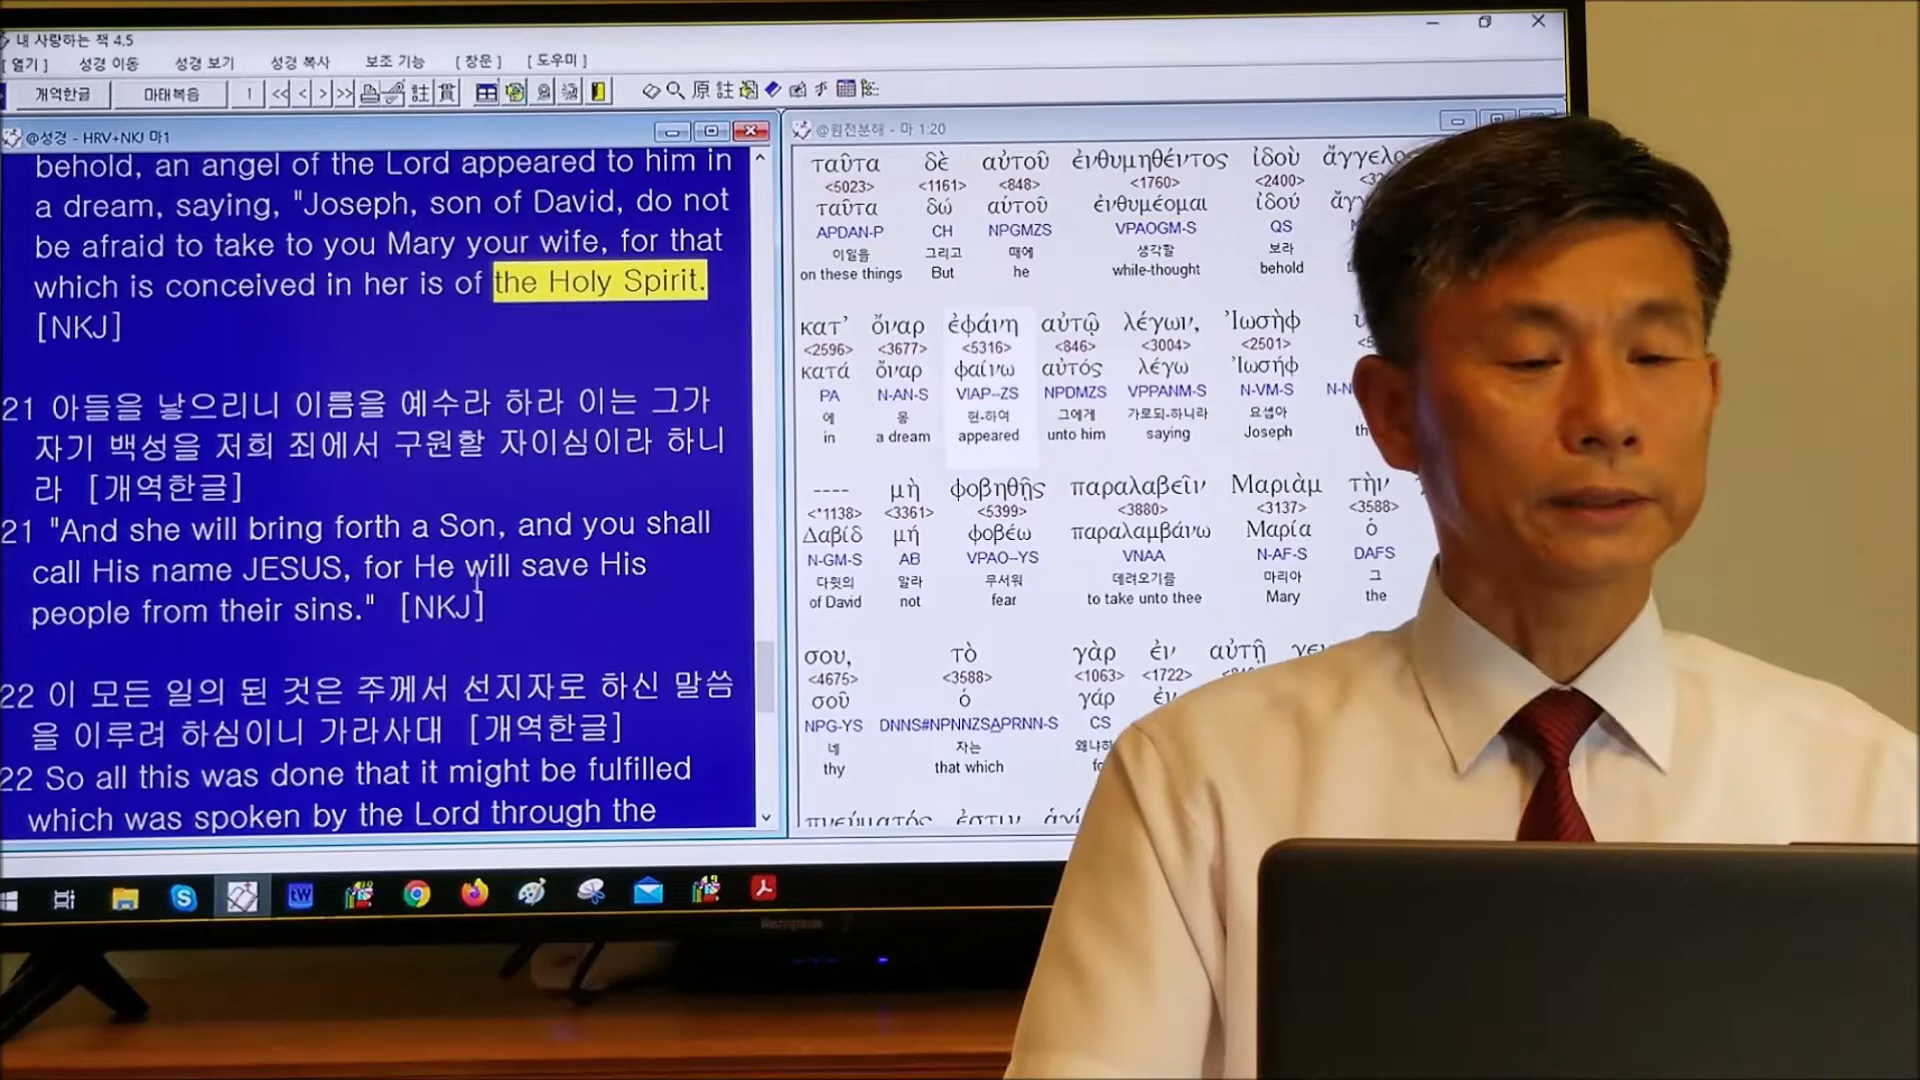 내 사랑하는 책 4.5
[ 열기 ] 성경 이동 성경 보기 성경 복사 보조 기능 [ 창문 ] [ 도우미 ]
개역한글 마태복음 1 << < > >> 註 貫 原 註
@성경 - HRV+NKJ 마1
behold, an angel of the Lord appeared to him in
a dream, saying, "Joseph, son of David, do not
be afraid to take to you Mary your wife, for that
which is conceived in her is of the Holy Spirit.
[NKJ]
21 아들을 낳으리니 이름을 예수라 하라 이는 그가
자기 백성을 저희 죄에서 구원할 자이심이라 하니
라 [개역한글]
21 "And she will bring forth a Son, and you shall
call His name JESUS, for He will save His
people from their sins." [NKJ]
22 이 모든 일의 된 것은 주께서 선지자로 하신 말씀
을 이루려 하심이니 가라사대 [개역한글]
22 So all this was done that it might be fulfilled
which was spoken by the Lord through the
@원전분해 - 마 1:20
ταῦτα δὲ αὐτοῦ ἐνθυμηθέντος ἰδοὺ ἄγγελος
<5023> <1161> <848> <1760> <2400>
ταῦτα δώ αὐτοῦ ἐνθυμέομαι ἰδού
APDAN-P CH NPGMZS VPAOGM-S QS
이일을 그리고 때에 생각할 보라
on these things But he while-thought behold
κατ' ὄναρ ἐφάνη αὐτῷ λέγων, Ἰωσὴφ
<2596> <3677> <5316> <846> <3004> <2501>
κατά ὄναρ φαίνω αὐτός λέγω Ἰωσήφ
PA N-AN-S VIAP--ZS NPDMZS VPPANM-S N-VM-S
에 몽 현-하여 그에게 가로되-하니라 요셉아
in a dream appeared unto him saying Joseph
---- μὴ φοβηθῇς παραλαβεῖν Μαριὰμ τὴν
<*1138> <3361> <5399> <3880> <3137> <3588>
Δαβίδ μή φοβέω παραλαμβάνω Μαρία ὁ
N-GM-S AB VPAO--YS VNAA N-AF-S DAFS
다윗의 말라 무서워 데려오기를 마리아 그
of David not fear to take unto thee Mary the
σου, τὸ γὰρ ἐν αὐτῇ
<4675> <3588> <1063> <1722>
σοῦ ὁ γάρ ἐν
NPG-YS DNNS#NPNNZSAPRNN-S CS
네 자는
thy that which
πνεύματός ἐστιν
tW
Westinghouse